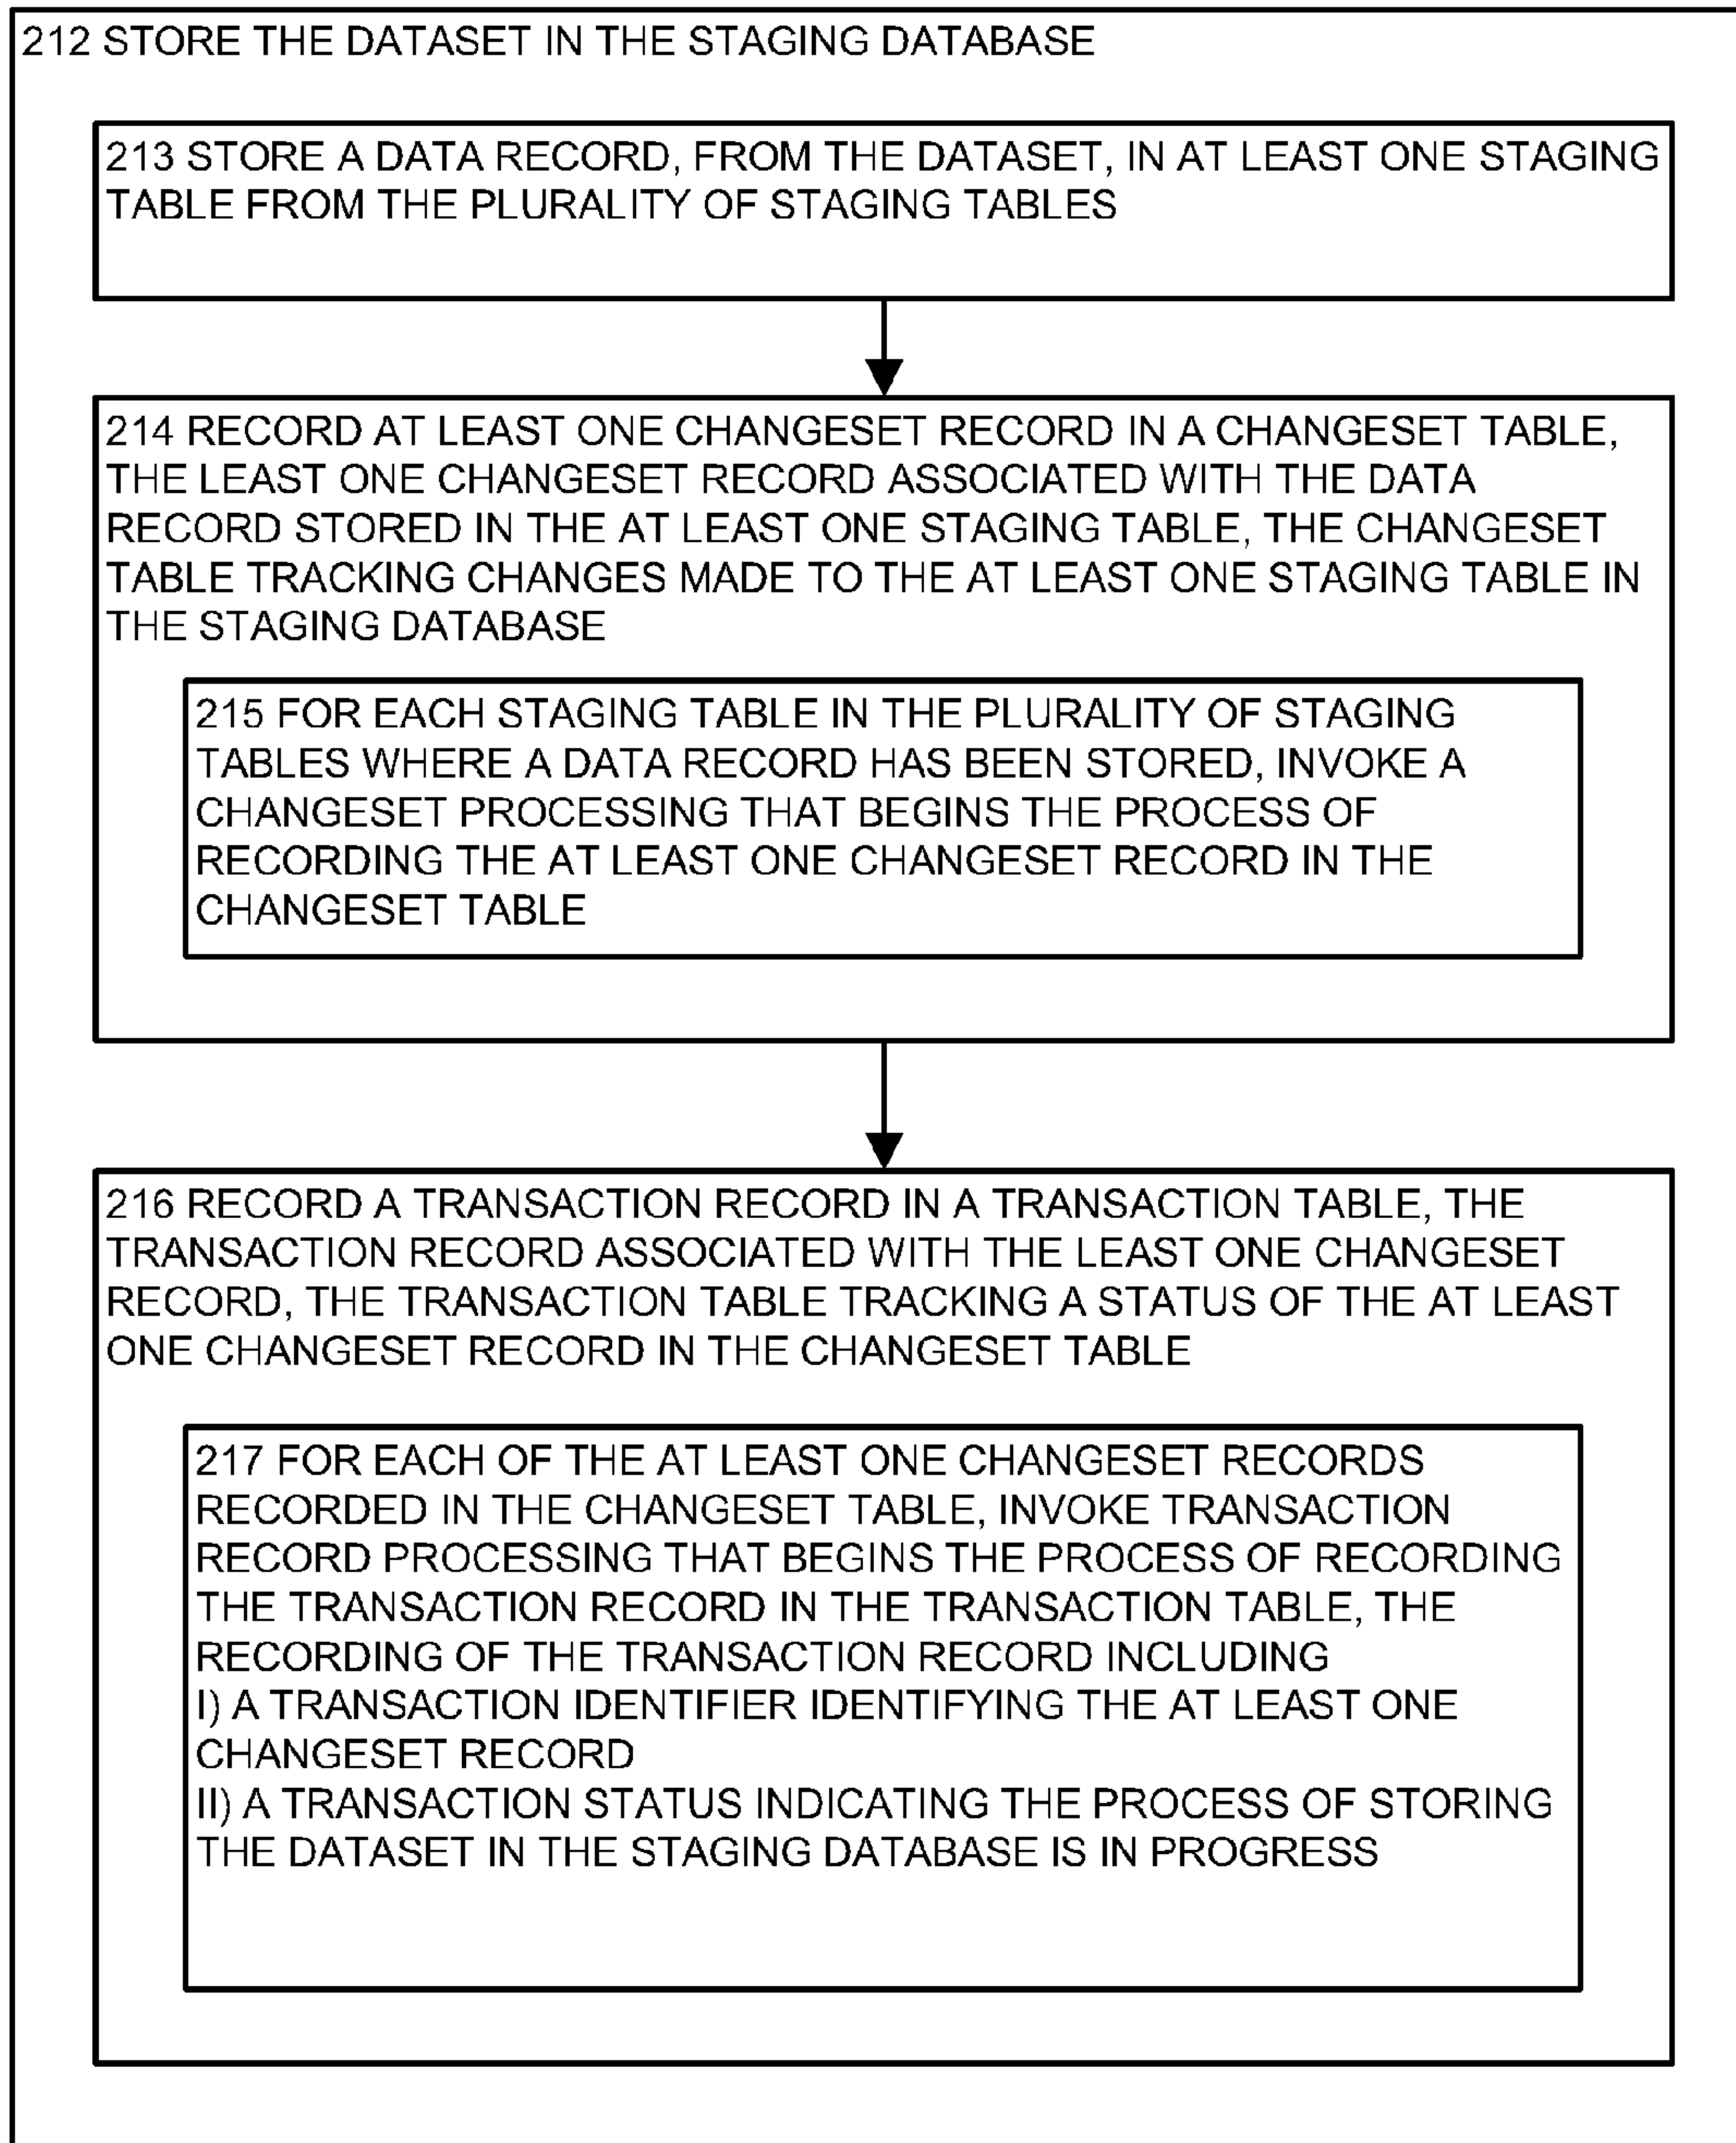 212 STORE THE DATASET IN THE STAGING DATABASE
213 STORE A DATA RECORD, FROM THE DATASET, IN AT LEAST ONE STAGING
TABLE FROM THE PLURALITY OF STAGING TABLES
214 RECORD AT LEAST ONE CHANGESET RECORD IN A CHANGESET TABLE,
THE LEAST ONE CHANGESET RECORD ASSOCIATED WITH THE DATA
RECORD STORED IN THE AT LEAST ONE STAGING TABLE, THE CHANGESET
TABLE TRACKING CHANGES MADE TO THE AT LEAST ONE STAGING TABLE IN
THE STAGING DATABASE
215 FOR EACH STAGING TABLE IN THE PLURALITY OF STAGING
TABLES WHERE A DATA RECORD HAS BEEN STORED, INVOKE A
CHANGESET PROCESSING THAT BEGINS THE PROCESS OF
RECORDING THE AT LEAST ONE CHANGESET RECORD IN THE
CHANGESET TABLE
216 RECORD A TRANSACTION RECORD IN A TRANSACTION TABLE, THE
TRANSACTION RECORD ASSOCIATED WITH THE LEAST ONE CHANGESET
RECORD, THE TRANSACTION TABLE TRACKING A STATUS OF THE AT LEAST
ONE CHANGESET RECORD IN THE CHANGESET TABLE
217 FOR EACH OF THE AT LEAST ONE CHANGESET RECORDS
RECORDED IN THE CHANGESET TABLE, INVOKE TRANSACTION
RECORD PROCESSING THAT BEGINS THE PROCESS OF RECORDING
THE TRANSACTION RECORD IN THE TRANSACTION TABLE, THE
RECORDING OF THE TRANSACTION RECORD INCLUDING
I) A TRANSACTION IDENTIFIER IDENTIFYING THE AT LEAST ONE
CHANGESET RECORD
II) A TRANSACTION STATUS INDICATING THE PROCESS OF STORING
THE DATASET IN THE STAGING DATABASE IS IN PROGRESS